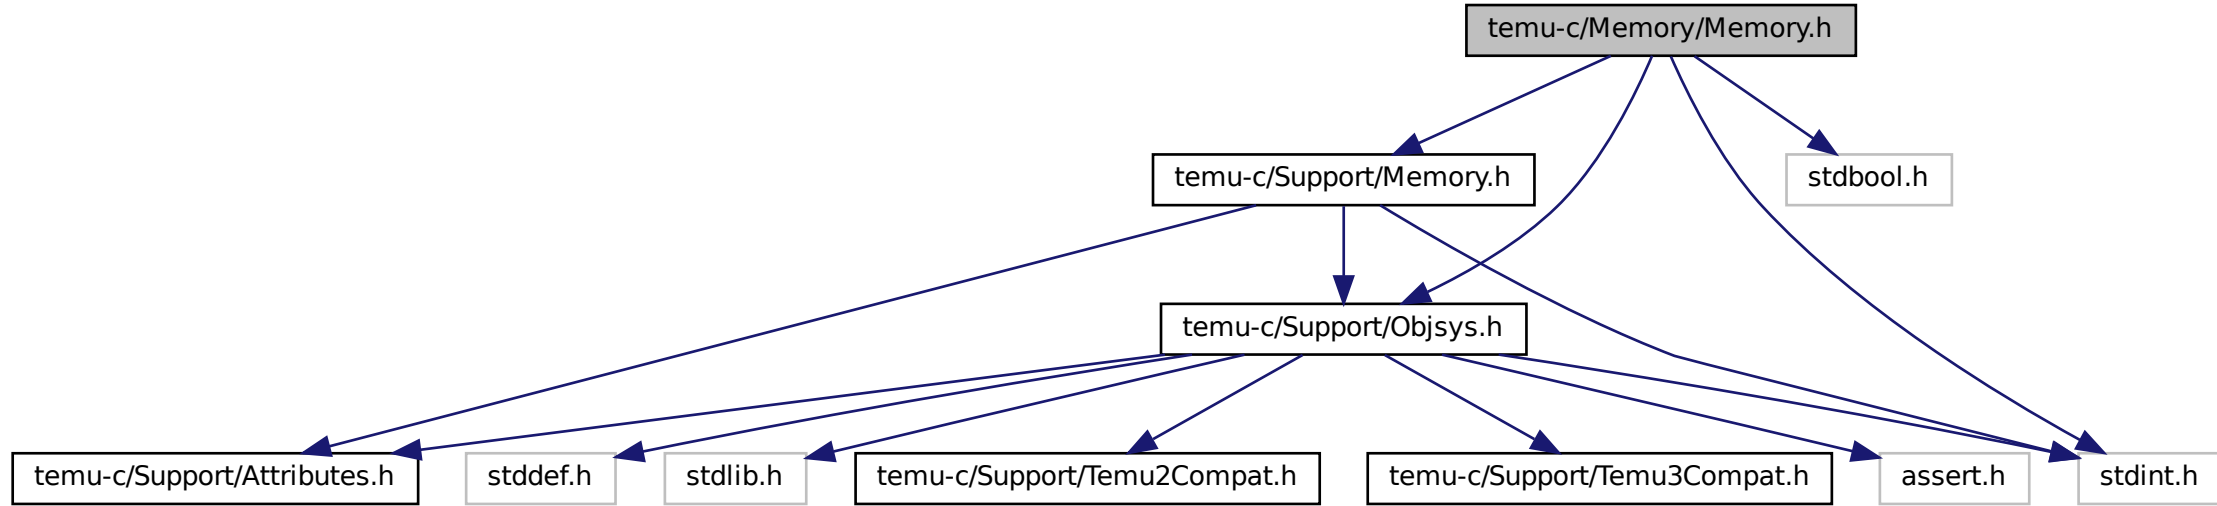 temu-c/Memory/Memory.h
temu-c/Support/Memory.h
stdbool.h
temu-c/Support/Objsys.h
temu-c/Support/Attributes.h
stddef.h
stdlib.h
temu-c/Support/Temu2Compat.h
temu-c/Support/Temu3Compat.h
assert.h
stdint.h